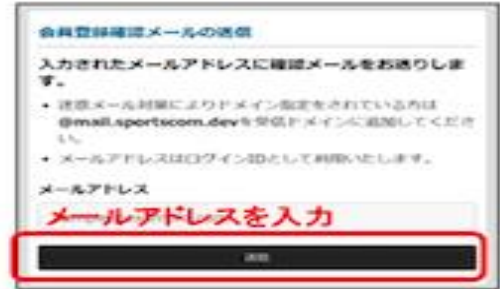 会員登録確認メールの送信
入力されたメールアドレスに確認メールをお送りしま
す。
• 迷惑メール対策によりドメイン指定をされている方は
@mail.sportscom.devを受信ドメインに追加してくださ
い。
• メールアドレスはログインIDとして利用いたします。
メールアドレス
メールアドレスを入力
送信